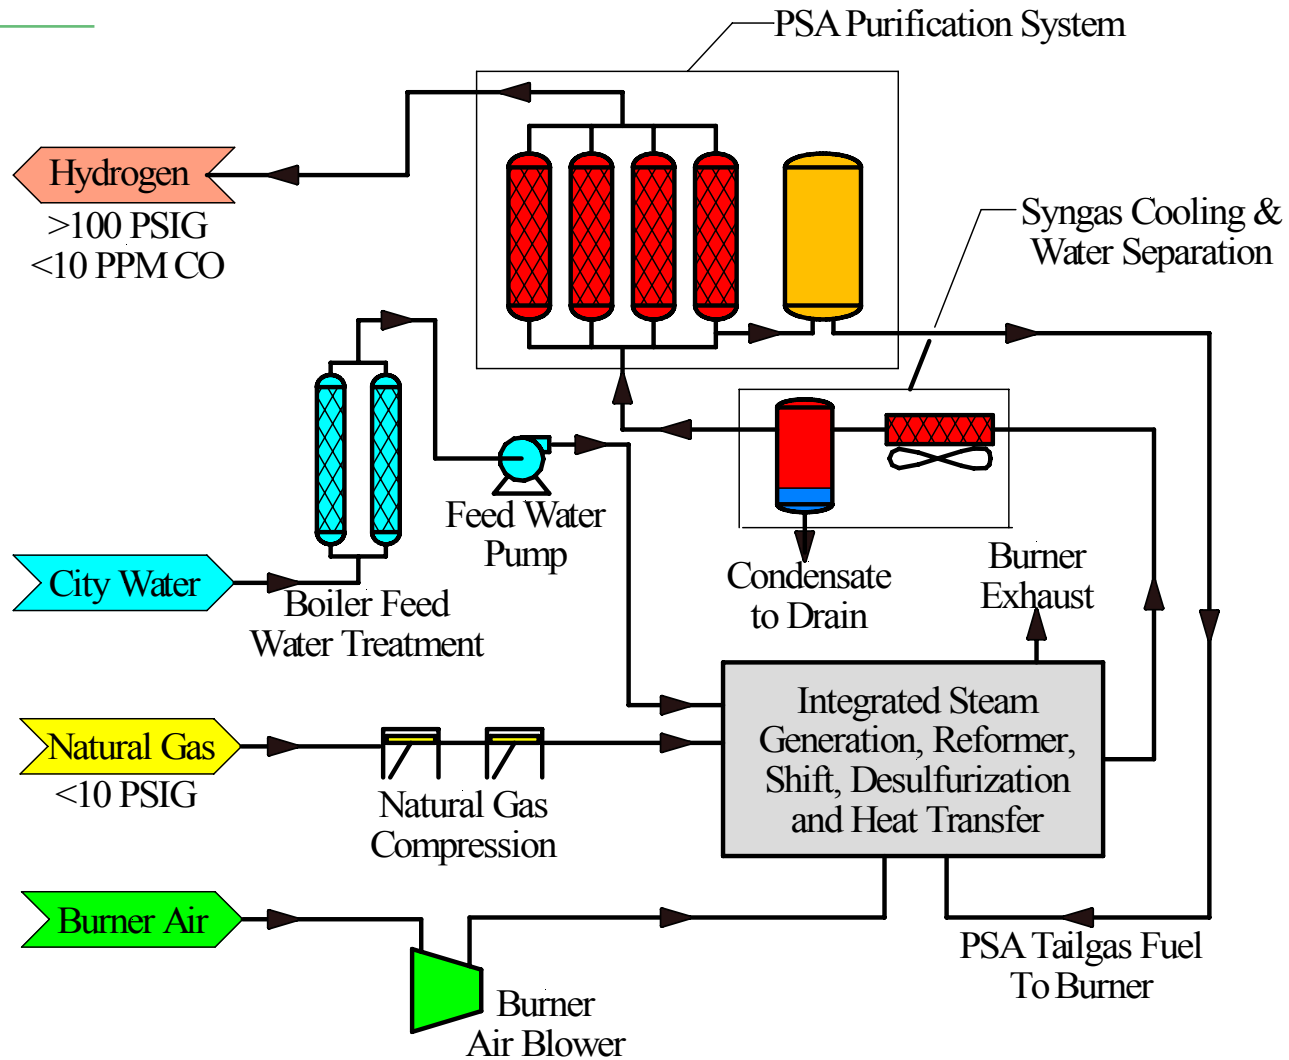 PSA Purification System
Hydrogen
>100 PSIG
<10 PPM CO
Syngas Cooling &
Water Separation
Feed Water
Pump
City Water
Boiler Feed
Water Treatment
Condensate
to Drain
Burner
Exhaust
Natural Gas
<10 PSIG
Natural Gas
Compression
Integrated Steam
Generation, Reformer,
Shift, Desulfurization
and Heat Transfer
Burner Air
Burner
Air Blower
PSA Tailgas Fuel
To Burner